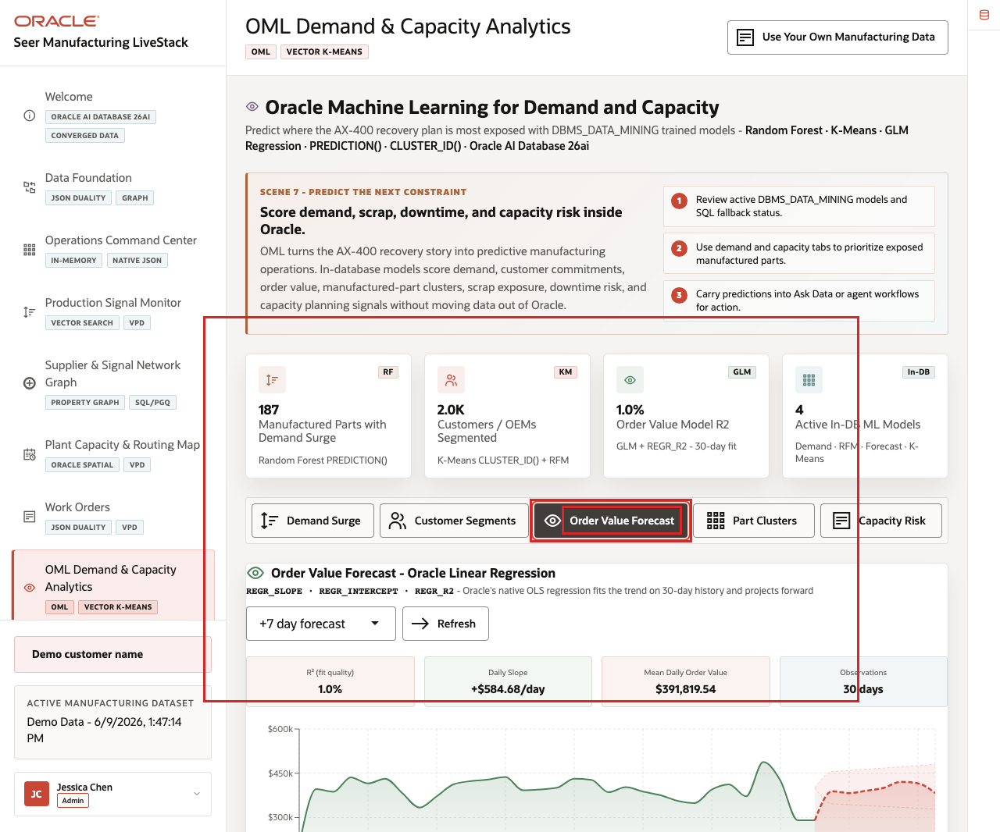 ORACLE
Seer Manufacturing LiveStack
Welcome
ORACLE AI DATABASE 26AI
CONVERGED DATA
Data Foundation
JSON DUALITY
GRAPH
Operations Command Center
IN-MEMORY
NATIVE JSON
Production Signal Monitor
VECTOR SEARCH
VPD
Supplier & Signal Network
Graph
PROPERTY GRAPH
SQL/PGQ
Plant Capacity & Routing Map
ORACLE SPATIAL
VPD
Work Orders
JSON DUALITY
VPD
OML Demand & Capacity
Analytics
OML
VECTOR K-MEANS
Demo customer name
ACTIVE MANUFACTURING DATASET
Demo Data - 6/9/2026, 1:47:14
PM
JC
Jessica Chen
Admin
OML Demand & Capacity Analytics
OML
VECTOR K-MEANS
Use Your Own Manufacturing Data
Oracle Machine Learning for Demand and Capacity
Predict where the AX-400 recovery plan is most exposed with DBMS_DATA_MINING trained models - Random Forest · K-Means · GLM
Regression · PREDICTION() · CLUSTER_ID() · Oracle AI Database 26ai
SCENE 7 - PREDICT THE NEXT CONSTRAINT
Score demand, scrap, downtime, and capacity risk inside
Oracle.
OML turns the AX-400 recovery story into predictive manufacturing
operations. In-database models score demand, customer commitments,
order value, manufactured-part clusters, scrap exposure, downtime risk, and
capacity planning signals without moving data out of Oracle.
1
Review active DBMS_DATA_MINING models and
SQL fallback status.
2
Use demand and capacity tabs to prioritize exposed
manufactured parts.
3
Carry predictions into Ask Data or agent workflows
for action.
RF
187
Manufactured Parts with
Demand Surge
Random Forest PREDICTION()
KM
2.0K
Customers / OEMs
Segmented
K-Means CLUSTER_ID() + RFM
GLM
1.0%
Order Value Model R2
GLM + REGR_R2 - 30-day fit
In-DB
4
Active In-DB ML Models
Demand · RFM · Forecast · K-
Means
Demand Surge
Customer Segments
Order Value Forecast
Part Clusters
Capacity Risk
Order Value Forecast - Oracle Linear Regression
REGR_SLOPE · REGR_INTERCEPT · REGR_R2 - Oracle's native OLS regression fits the trend on 30-day history and projects forward
+7 day forecast
Refresh
R² (fit quality)
1.0%
Daily Slope
+$584.68/day
Mean Daily Order Value
$391,819.54
Observations
30 days
$600k
$450k
$300k